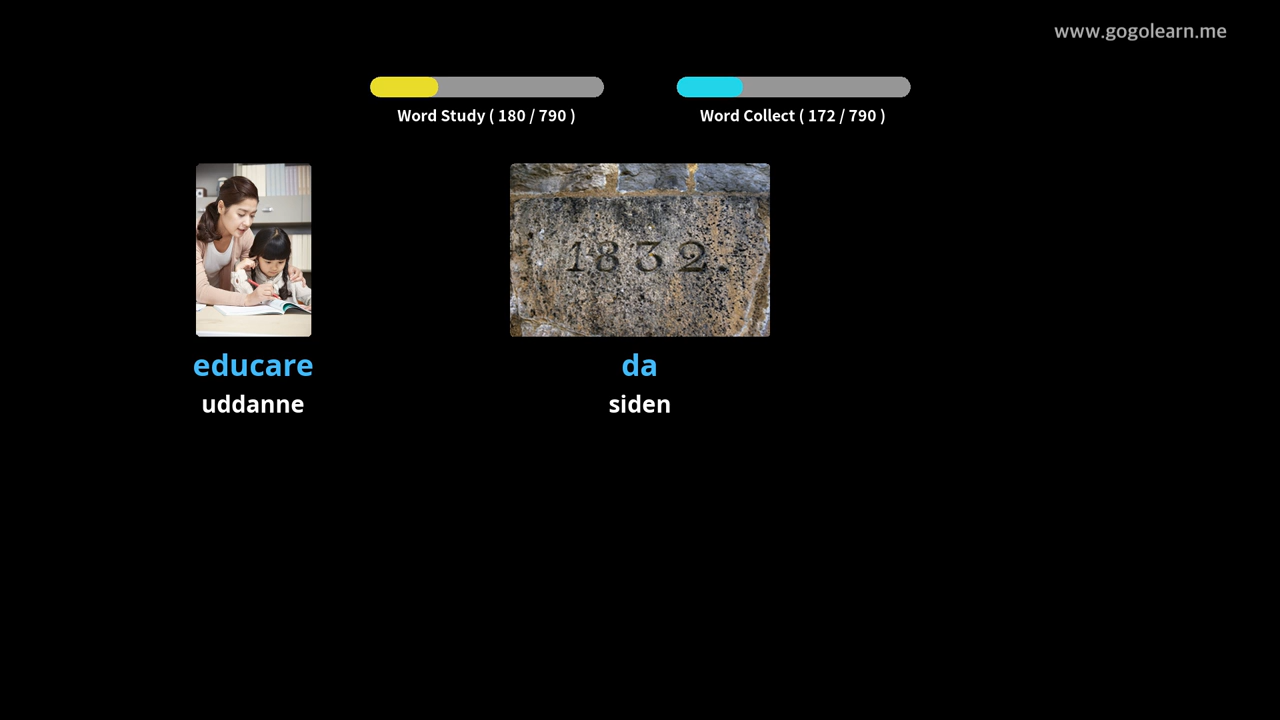 www.gogolearn.me
Word Study ( 180 / 790 )
Word Collect ( 172 / 790 )
1832.
educare
da
uddanne
siden